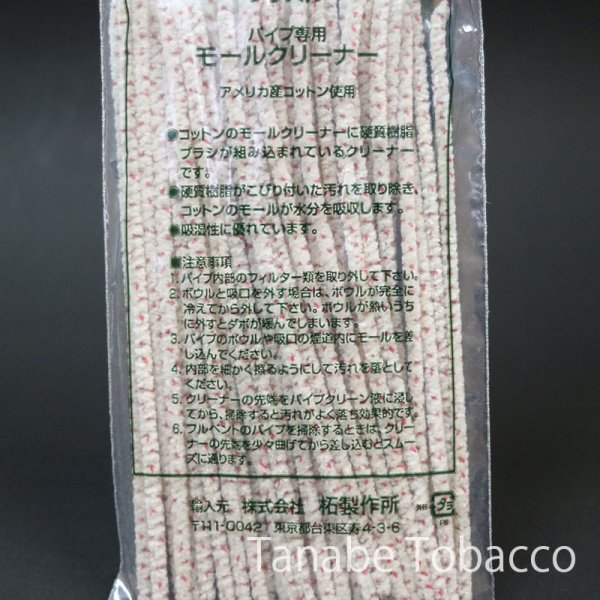 パイプ専用
モールクリーナー
アメリカ産コットン使用
●コットンのモールクリーナーに硬質樹脂
ブラシが組み込まれているクリーナー
です。
●硬質樹脂がこびり付いた汚れを取り除き、
コットンのモールが水分を吸収します。
●吸湿性に優れています。
■注意事項
1. パイプ内部のフィルター類を取り外して下さい。
2. ボウルと吸口を外す場合は、ボウルが完全に
冷えてから外して下さい。ボウルが熱いうち
に外すとダボが緩んでしまいます。
3. パイプのボウルや吸口の煙道内にモールを差
し込んでください。
4. 内部を細かく擦るようにして汚れを落として
ください。
5. クリーナーの先端をパイプクリーン液に浸し
てから、掃除すると汚れがよく落ち効果的です。
6. フルベントのパイプを掃除するときは、クリー
ナーの先端を少々曲げてから差し込むとスムー
ズに通ります。
輸入元 株式会社 柘製作所
〒111-0042 東京都台東区寿4-3-6
外装 プラ
PE
Tanabe Tobacco